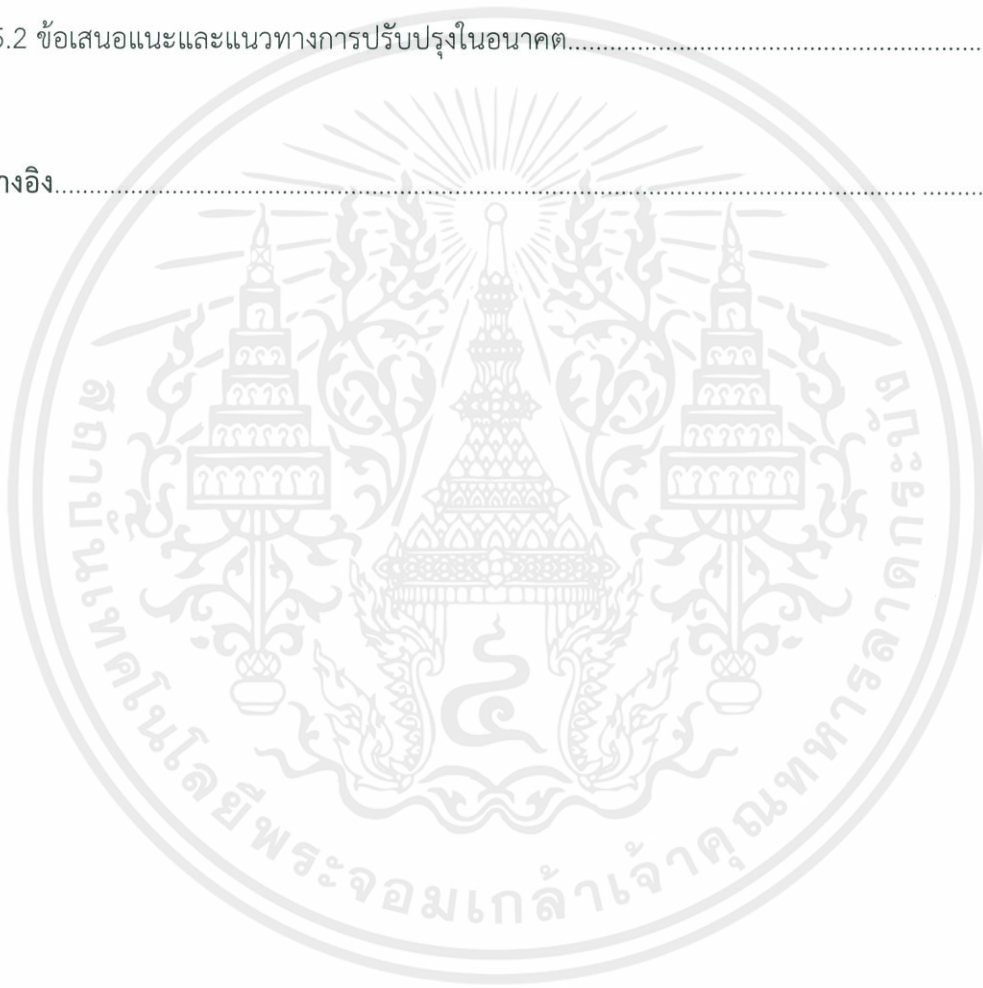 5.2 ข้อเสนอแนะและแนวทางการปรับปรุงในอนาคต................................................................
างอิง................................................................................................................................ ..........
สถาบันเทคโนโลยีพระจอมเกล้าเจ้าคุณทหารลาดกระบัง
๔